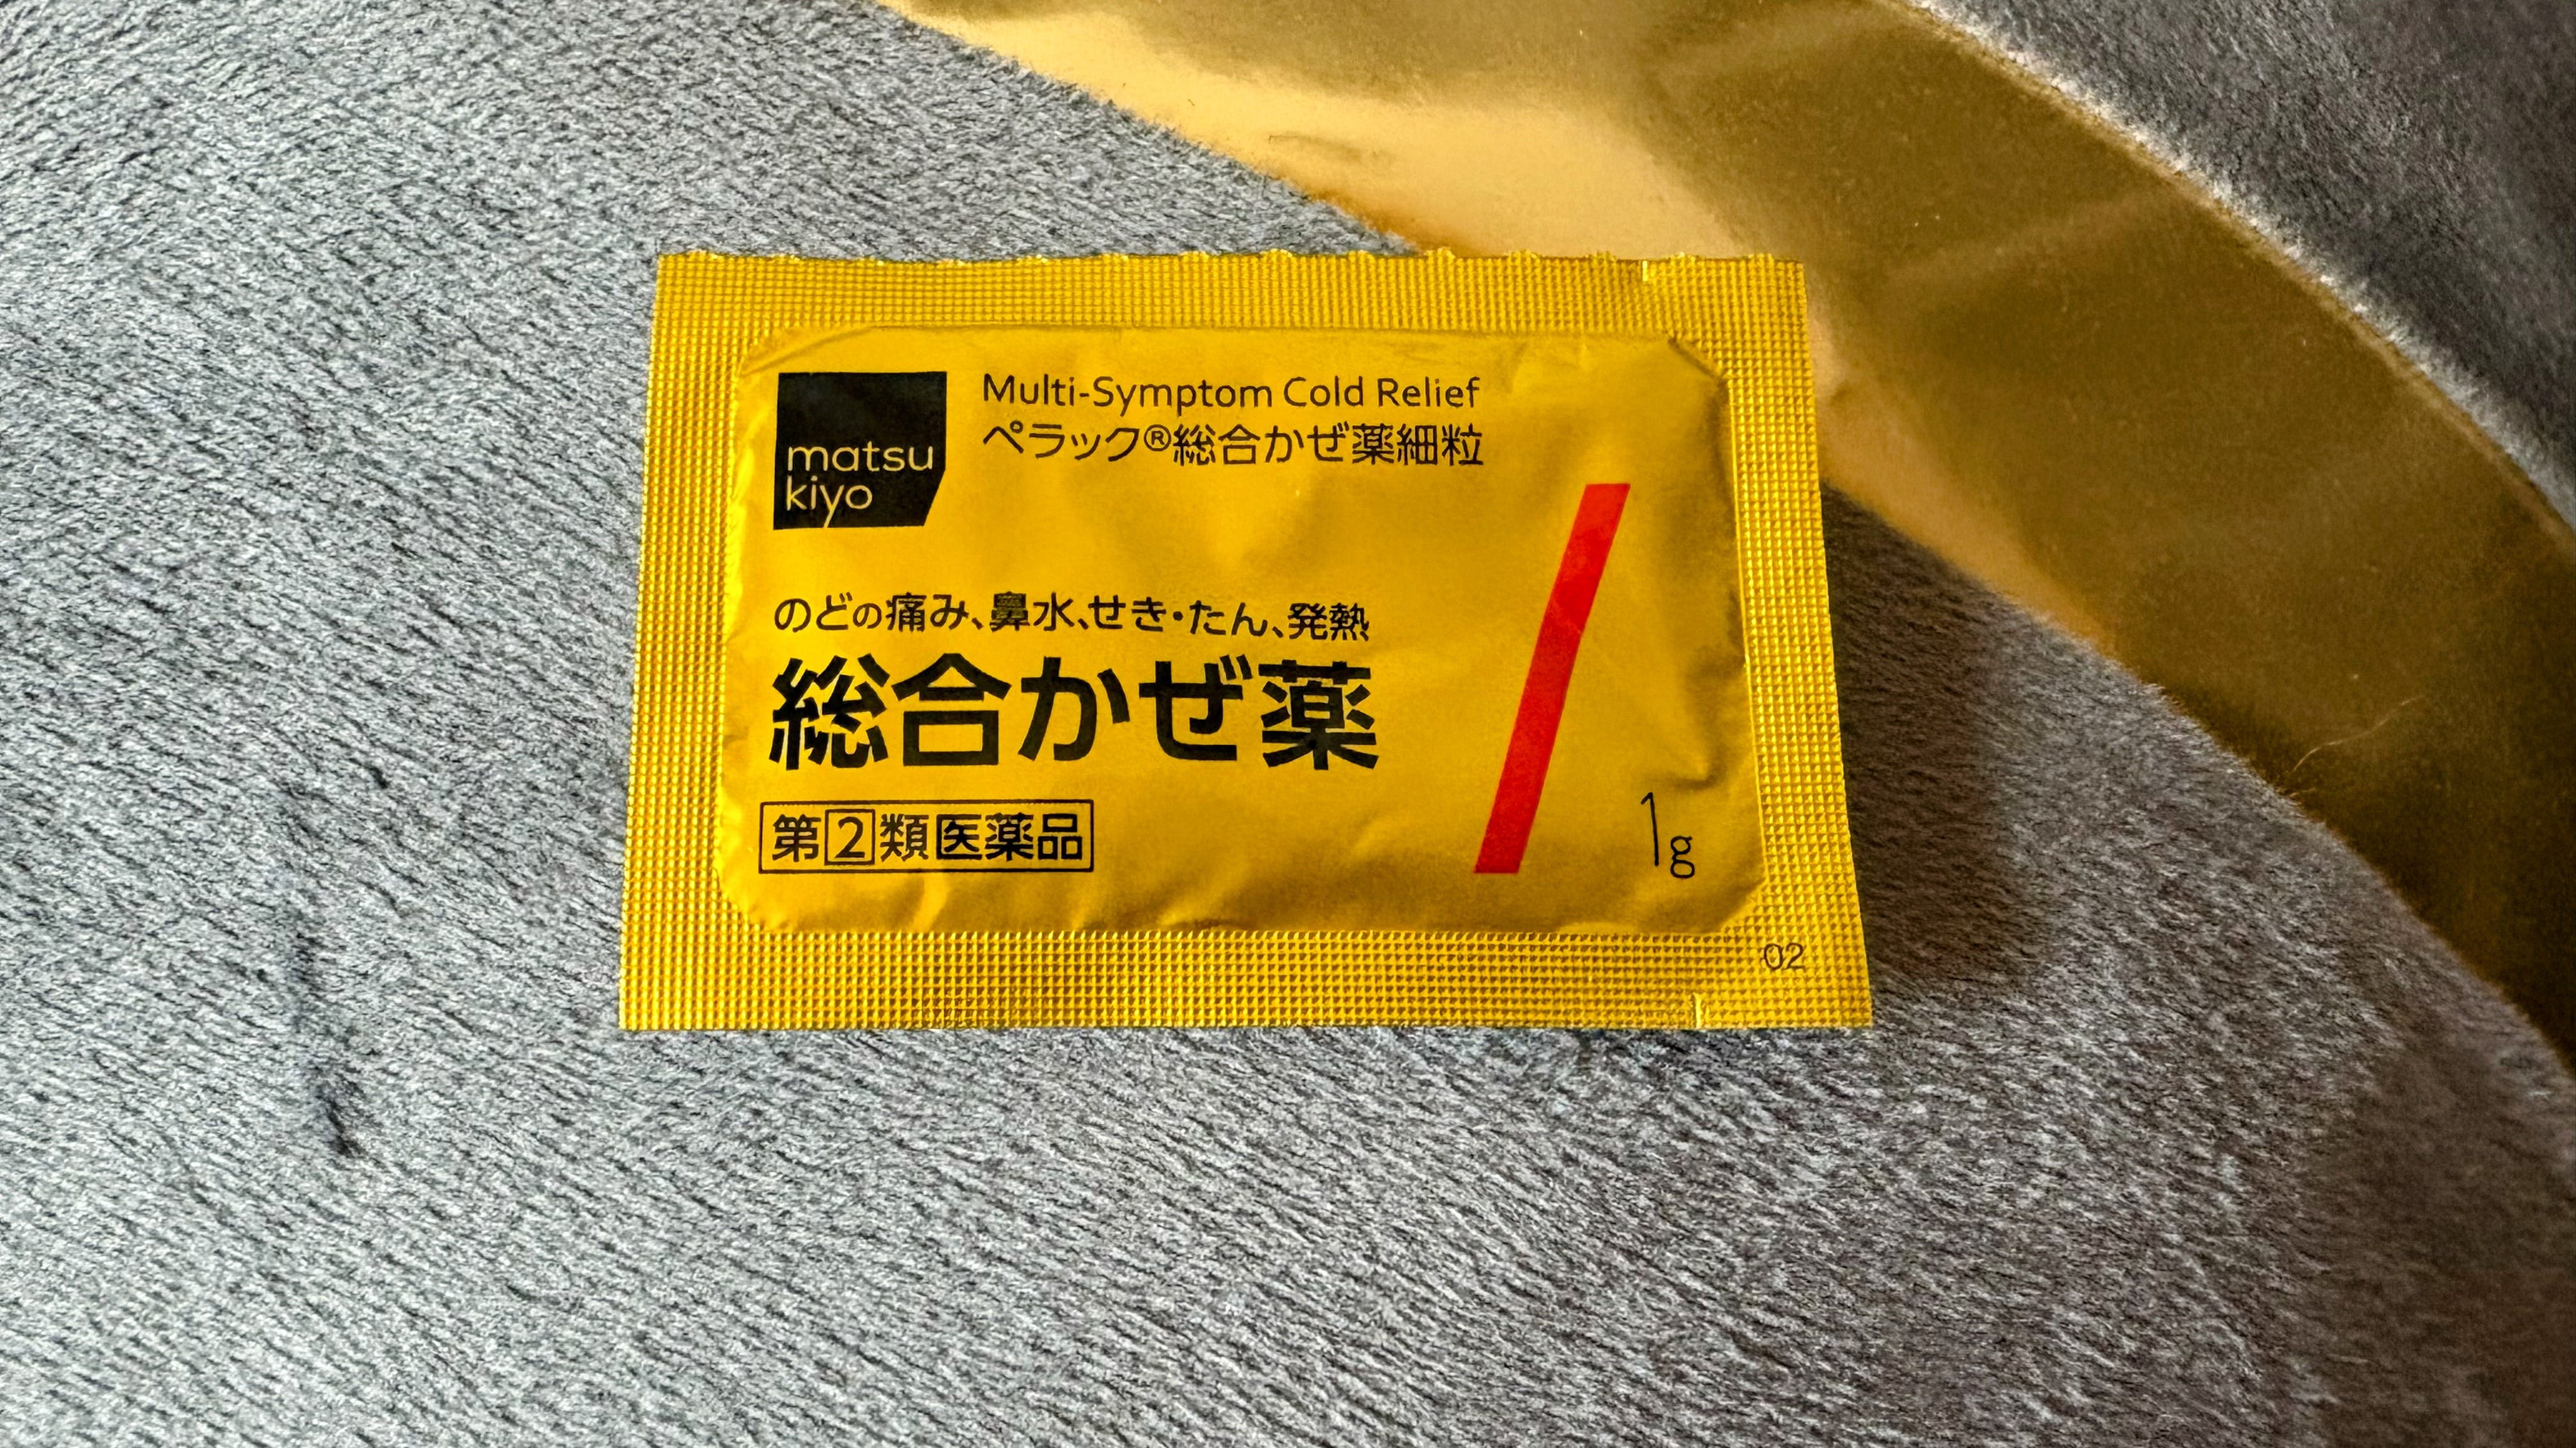 matsu
kiyo
Multi-Symptom Cold Relief
ペラック®総合かぜ薬細粒
のどの痛み、鼻水、せき・たん、発熱
総合かぜ薬
第②類医薬品
1g
02